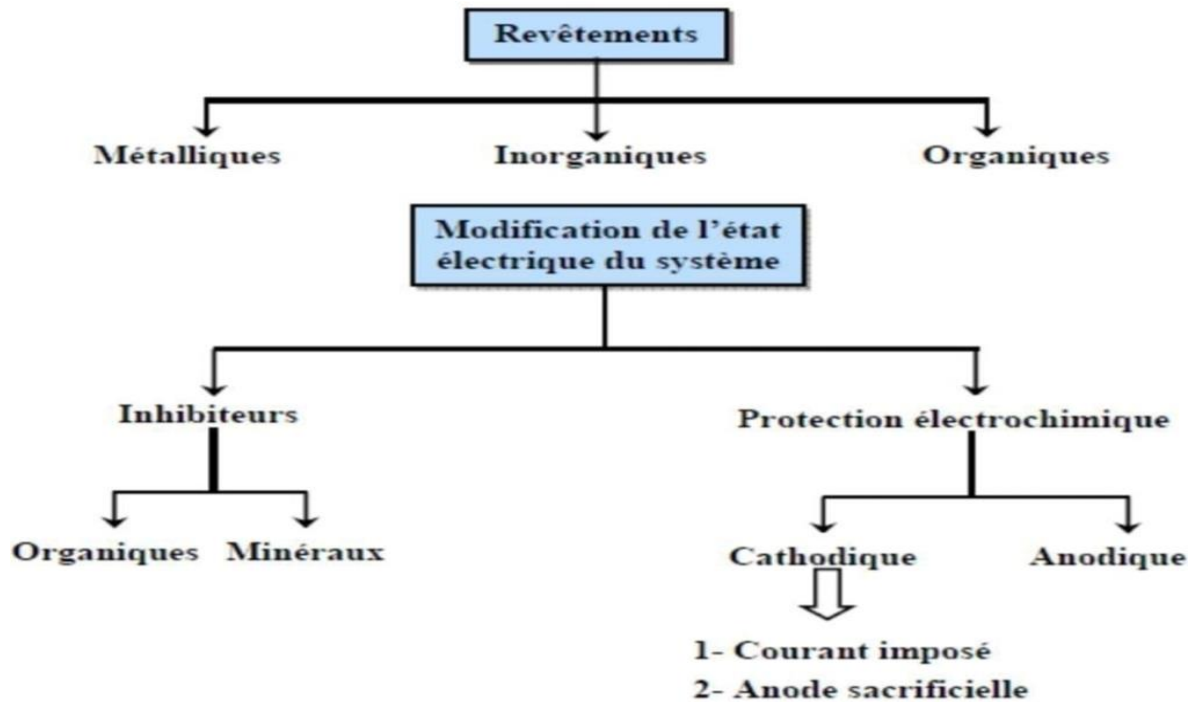 Revêtements
Métalliques
Inorganiques
Organiques
Modification de l'état
électrique du système
Inhibiteurs
Protection électrochimique
Organiques
Minéraux
Cathodique
Anodique
1- Courant imposé
2- Anode sacrificielle